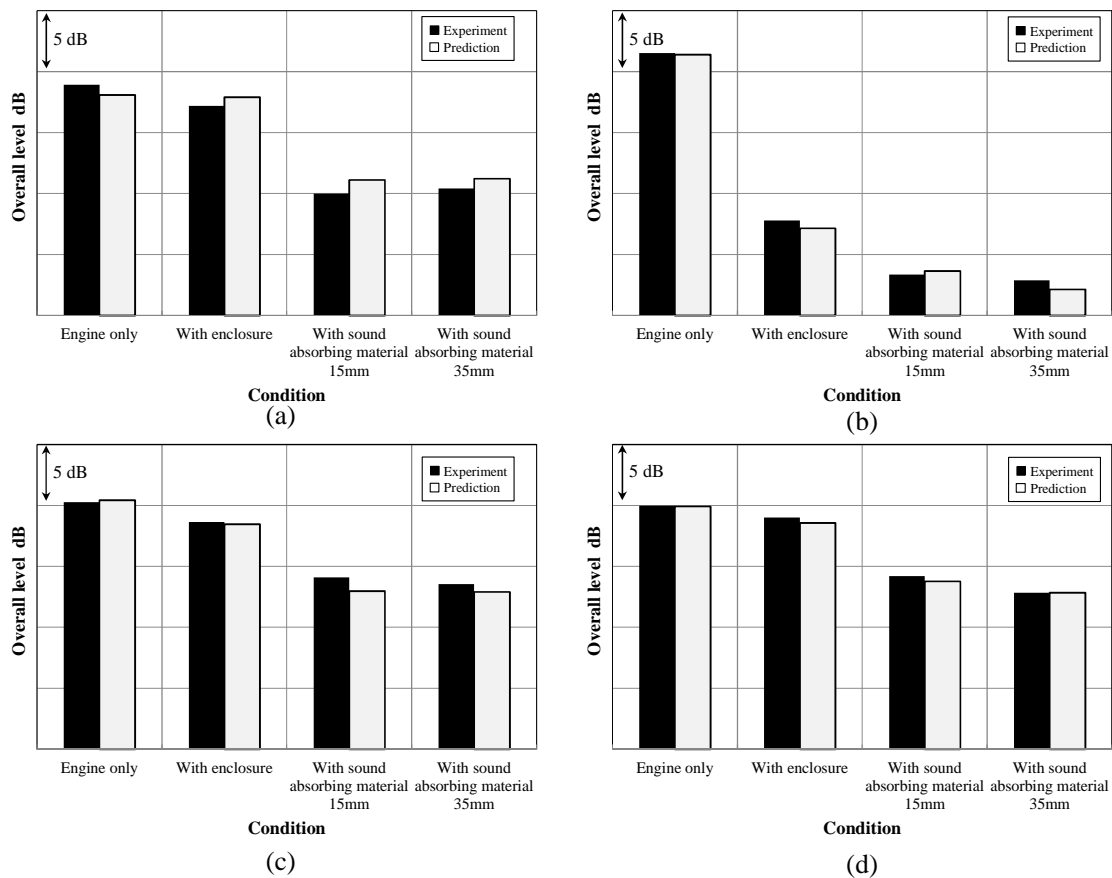 5 dB
Experiment
Prediction
Overall level  dB
Engine only
With enclosure
With sound
absorbing material
15mm
With sound
absorbing material
35mm
Condition
(a)
5 dB
Experiment
Prediction
Overall level  dB
Engine only
With enclosure
With sound
absorbing material
15mm
With sound
absorbing material
35mm
Condition
(b)
5 dB
Experiment
Prediction
Overall level  dB
Engine only
With enclosure
With sound
absorbing material
15mm
With sound
absorbing material
35mm
Condition
(c)
5 dB
Experiment
Prediction
Overall level  dB
Engine only
With enclosure
With sound
absorbing material
15mm
With sound
absorbing material
35mm
Condition
(d)